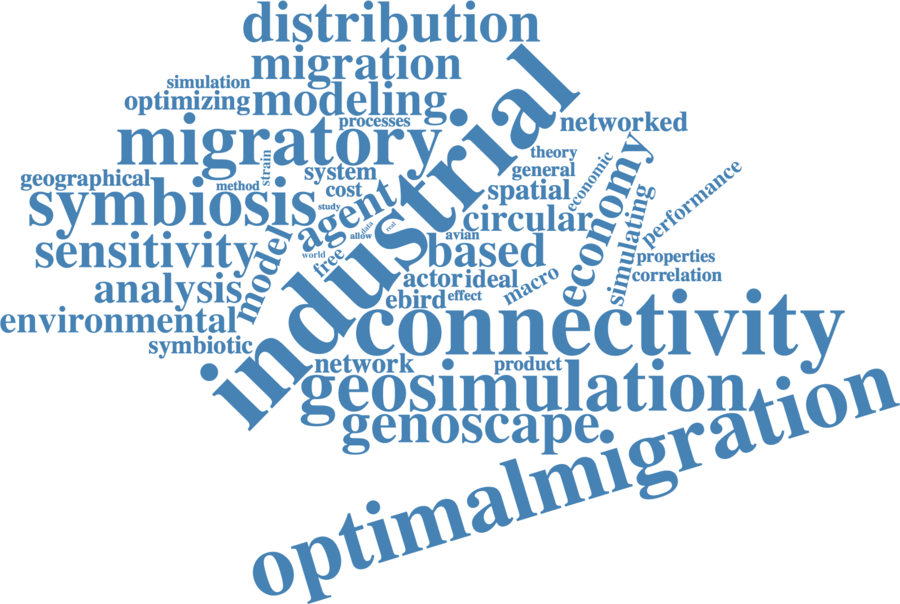 distribution
migration
simulation
optimizing
modeling
processes
migratory
industrial
networked
strain
theory
geographical
method
system
general
economic
economy
cost
spatial
symbiosis
study
agent
circular
simulating
performance
data
real
allow
avian
sensitivity
model
world
free
based
properties
actor
ideal
macro
correlation
analysis
ebird
effect
environmental
connectivity
symbiotic
network
product
geosimulation
genoscape
optimalmigration